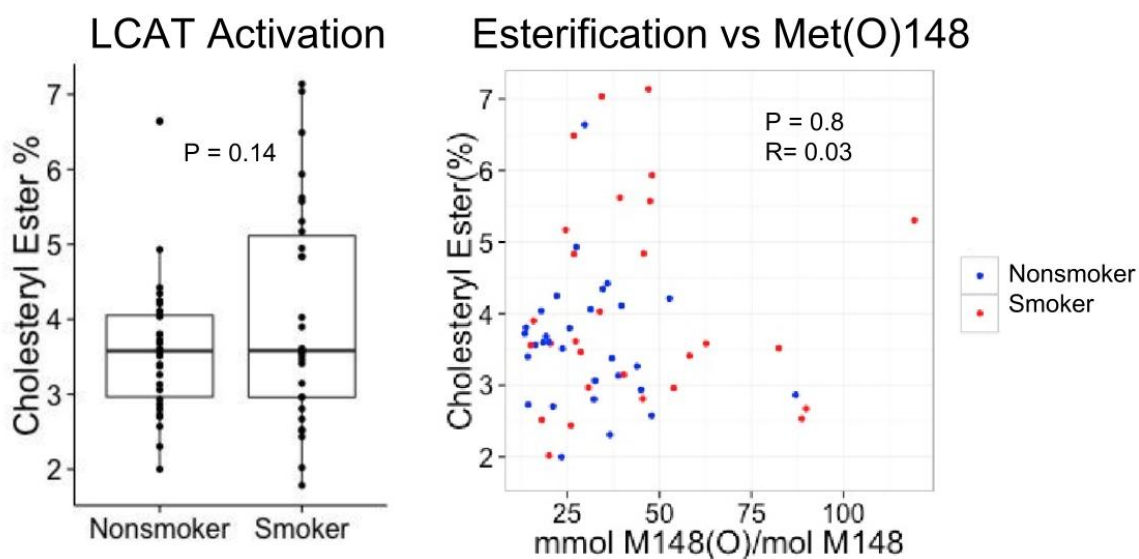 LCAT Activation
Cholesteryl Ester %
7
6
5
4
3
2
P = 0.14
Nonsmoker Smoker
Esterification vs Met(O)148
Cholesteryl Ester(%)
7
6
5
4
3
2
P = 0.8
R= 0.03
25 50 75 100
mmol M148(O)/mol M148
Nonsmoker
Smoker